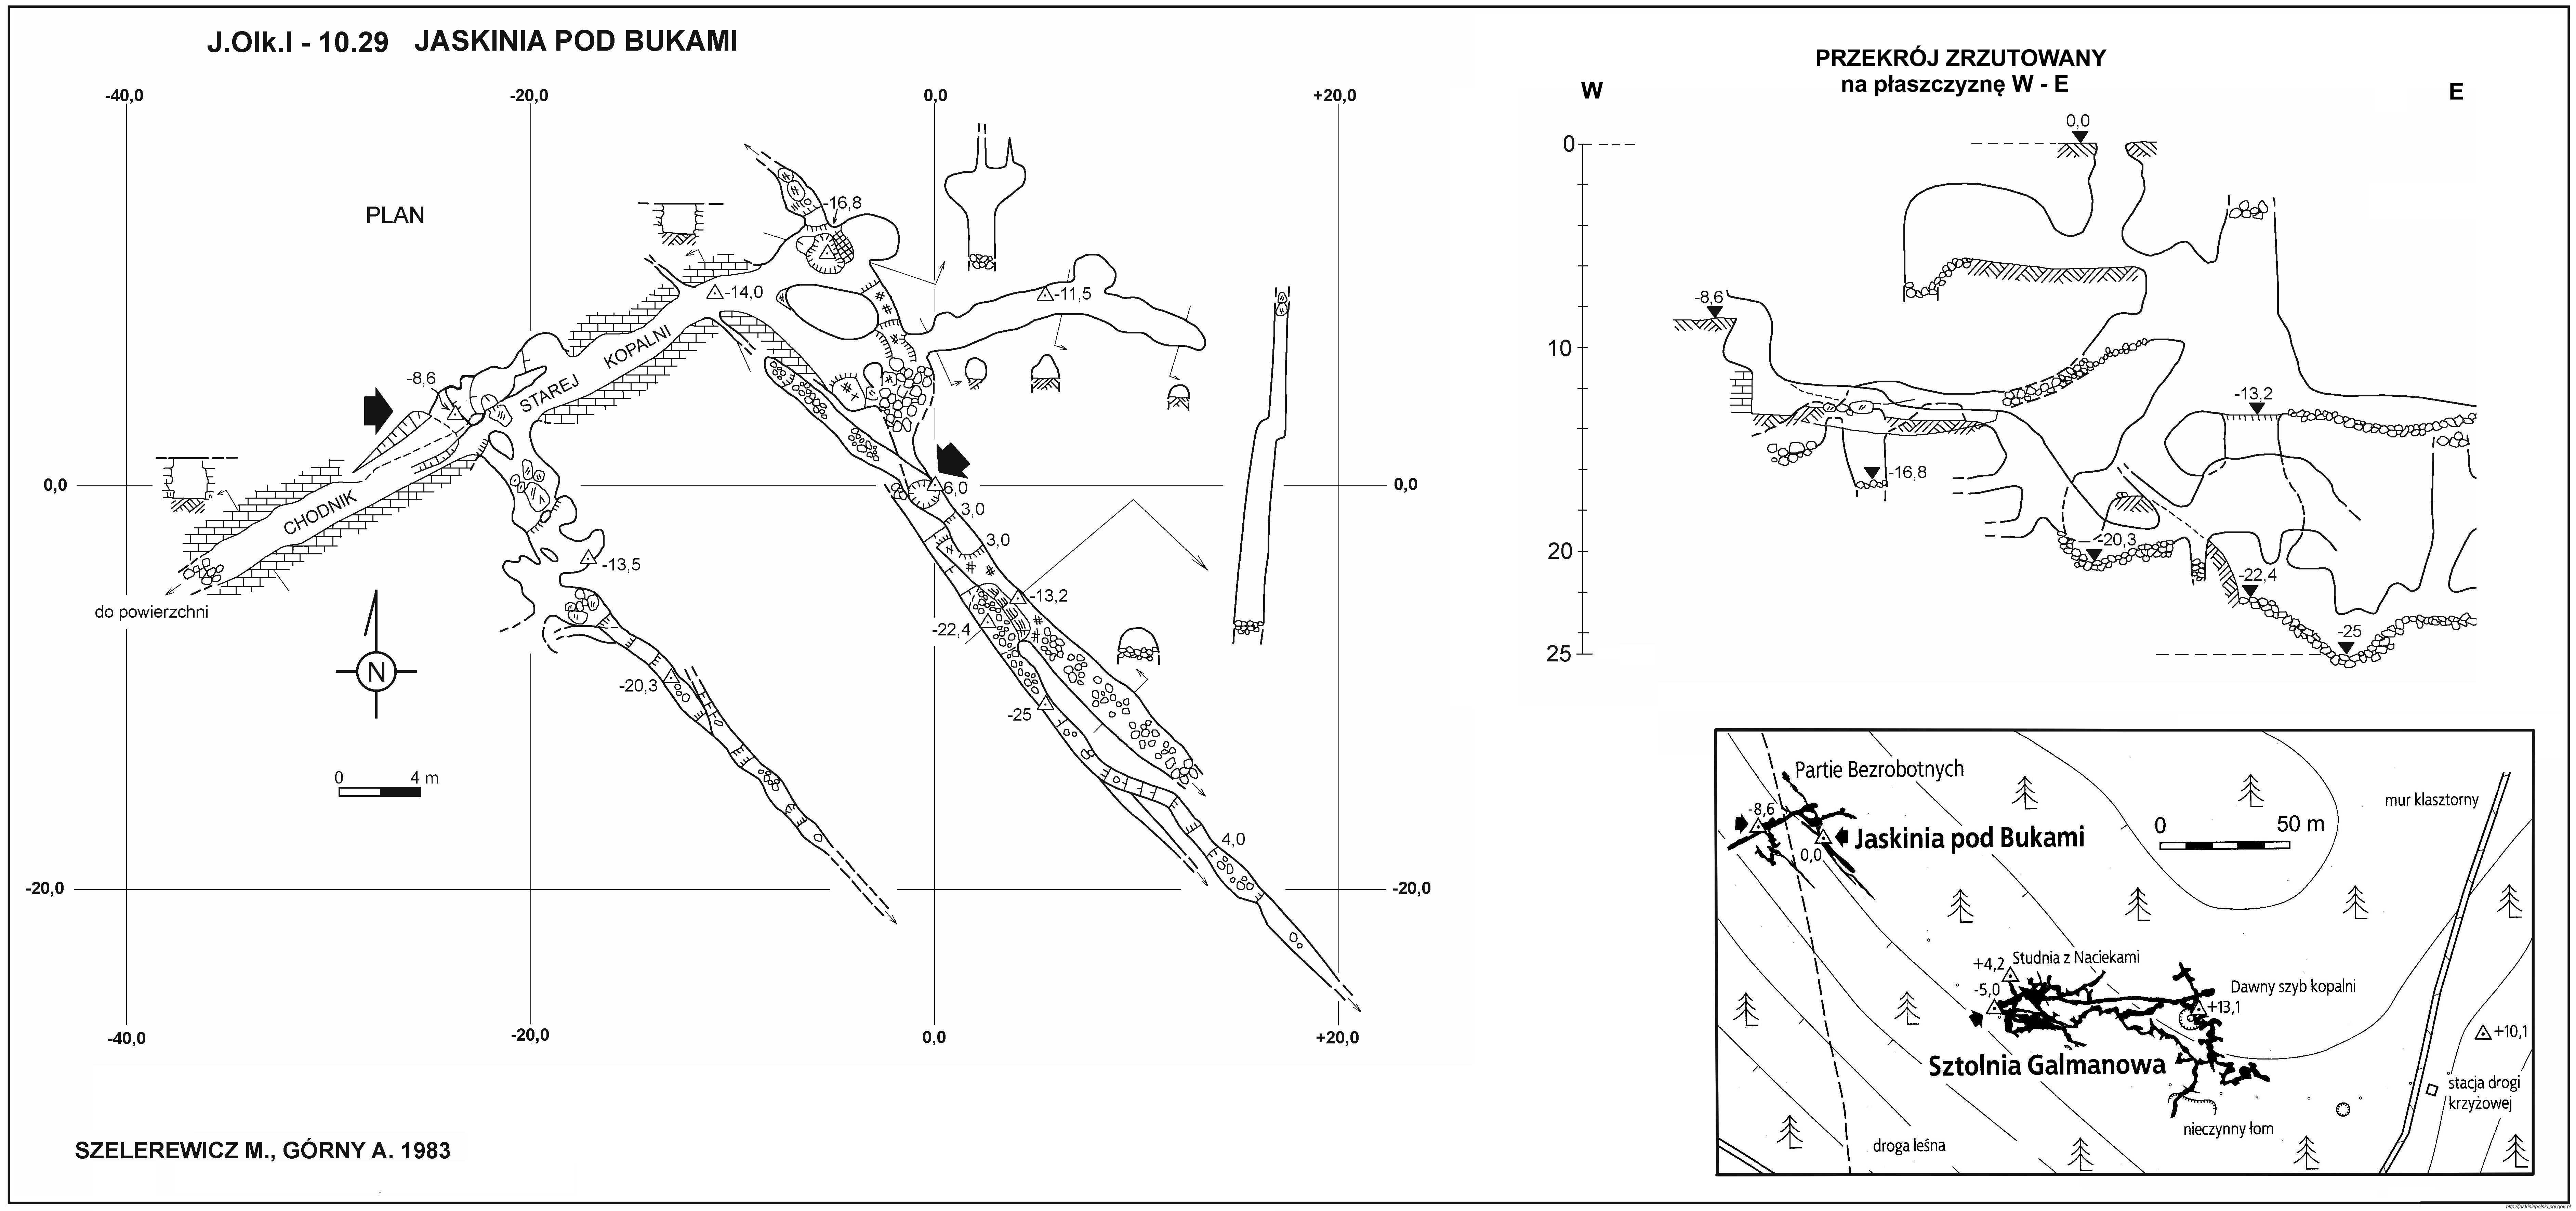 J.Olk.I - 10.29 JASKINIA POD BUKAMI
-40,0
-20,0
0,0
+20,0
PLAN
-16,8
-14,0
-11,5
KOPALNI
STAREJ
CHODNIK
-8,6
0,0
0,0
6,0
3,0
3,0
-13,5
-13,2
-22,4
do powierzchni
N
-20,3
-25
0 4 m
4,0
-20,0
-20,0
-40,0
-20,0
0,0
+20,0
SZELEREWICZ M., GÓRNY A. 1983
PRZEKRÓJ ZRZUTOWANY
na płaszczyznę W - E
W
E
0,0
0
-8,6
10
-13,2
-16,8
20
-20,3
-22,4
-25
25
Partie Bezrobotnych
mur klasztorny
-8,6
0 50 m
Jaskinia pod Bukami
0,0
+4,2
Studnia z Naciekami
-5,0
Dawny szyb kopalni
+13,1
+10,1
Sztolnia Galmanowa
stacja drogi
krzyżowej
nieczynny łom
droga leśna
http://jaskiniepolski.pgi.gov.pl